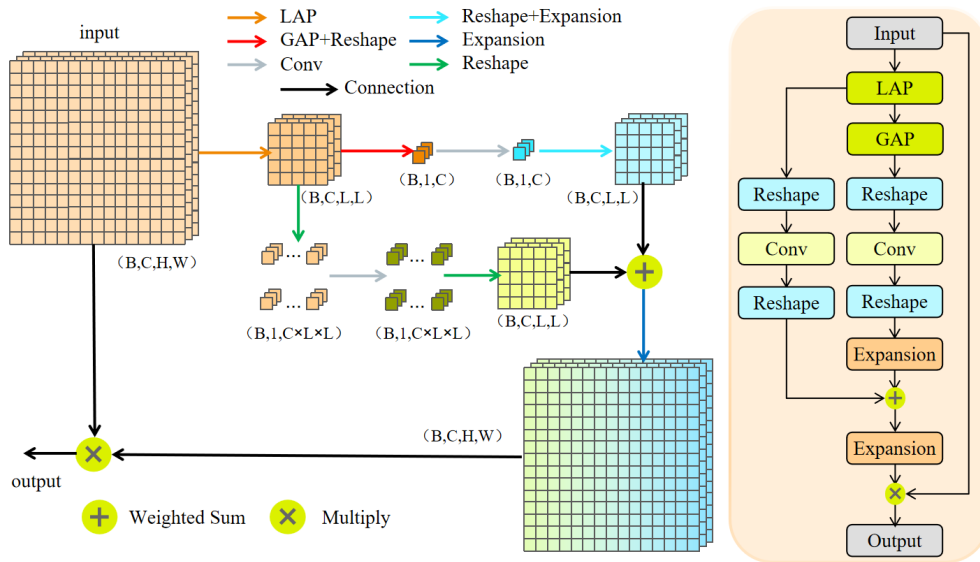 input
LAP
GAP+Reshape
Conv
Reshape+Expansion
Expansion
Reshape
Connection
(B,C,H,W)
(B,C,L,L)
(B,1,C)
(B,1,C)
(B,C,L,L)
...
...
...
...
(B,1,C×L×L)
(B,1,C×L×L)
(B,C,L,L)
(B,C,H,W)
output
Weighted Sum
Multiply
Input
LAP
GAP
Reshape
Reshape
Conv
Conv
Reshape
Reshape
Expansion
Expansion
Output